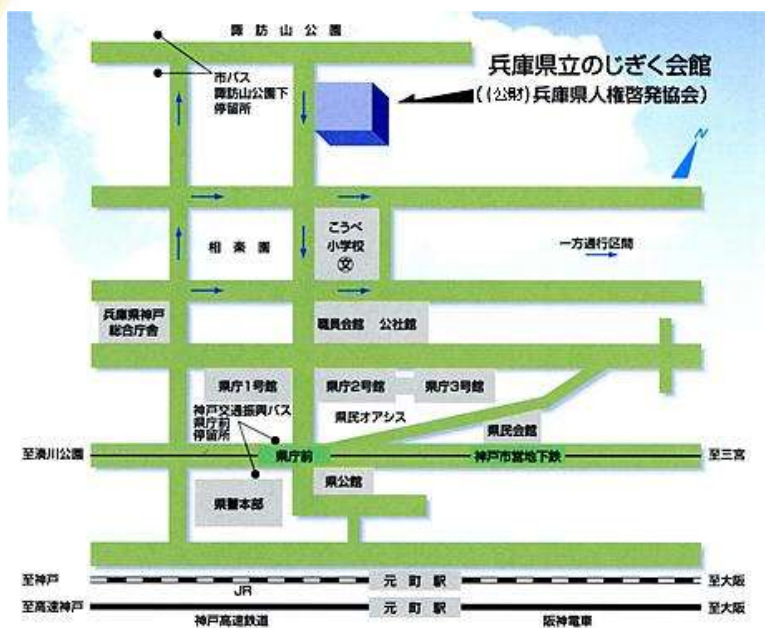 諏訪山公園
兵庫県立のじぎく会館
((公財)兵庫県人権啓発協会)
市バス
諏訪山公園下
停留所
N
こうべ
小学校
文
相楽園
一方通行区間
兵庫県神戸
総合庁舎
職員会館 公社館
県庁1号館
県庁2号館
県庁3号館
神戸交通振興バス
県庁前
停留所
県民オアシス
県民会館
至湊川公園
県庁前
神戸市営地下鉄
至三宮
県公館
県警本部
至神戸
元町駅
至大阪
JR
至高速神戸
元町駅
至大阪
神戸高速鉄道
阪神電車